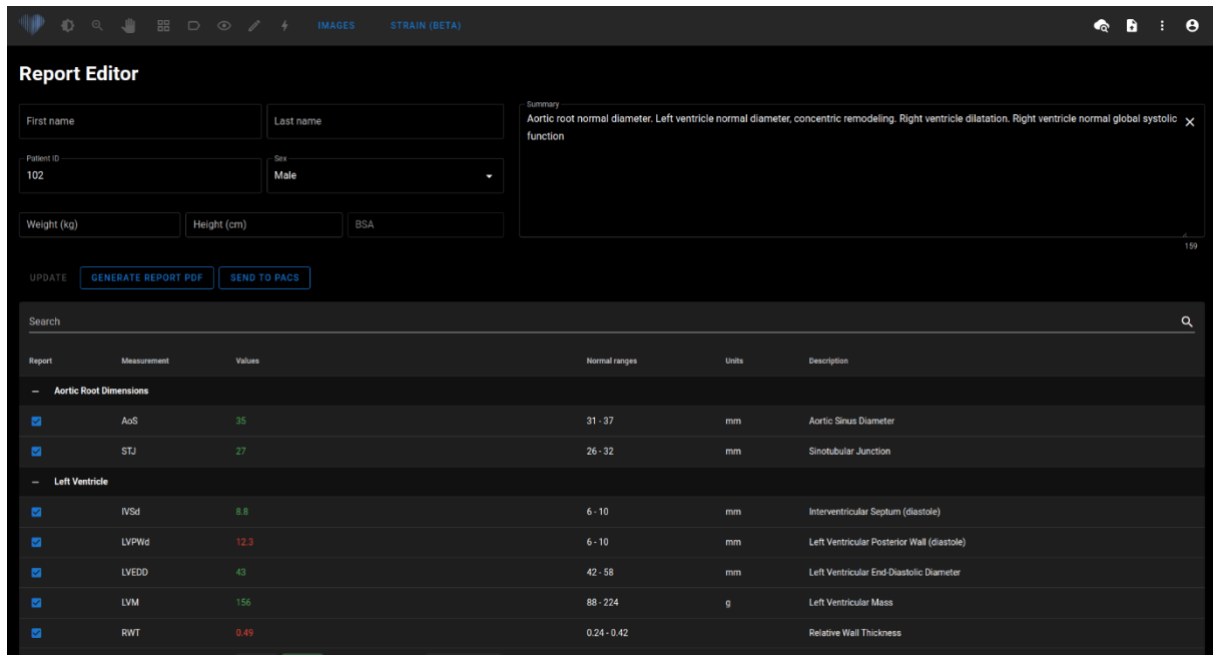 IMAGES STRAIN (BETA)
Report Editor
First name Last name
Patient ID
102
Sex
Male
Weight (kg) Height (cm) BSA
Summary
Aortic root normal diameter. Left ventricle normal diameter, concentric remodeling. Right ventricle dilatation. Right ventricle normal global systolic
function
159
UPDATE GENERATE REPORT PDF SEND TO PACS
Search
Report Measurement Values Normal ranges Units Description
Aortic Root Dimensions
AoS 35 31 - 37 mm Aortic Sinus Diameter
STJ 27 26 - 32 mm Sinotubular Junction
Left Ventricle
IVSd 8.8 6 - 10 mm Interventricular Septum (diastole)
LVPWd 12.3 6 - 10 mm Left Ventricular Posterior Wall (diastole)
LVEDD 43 42 - 58 mm Left Ventricular End-Diastolic Diameter
LVM 156 88 - 224 g Left Ventricular Mass
RWT 0.49 0.24 - 0.42 Relative Wall Thickness